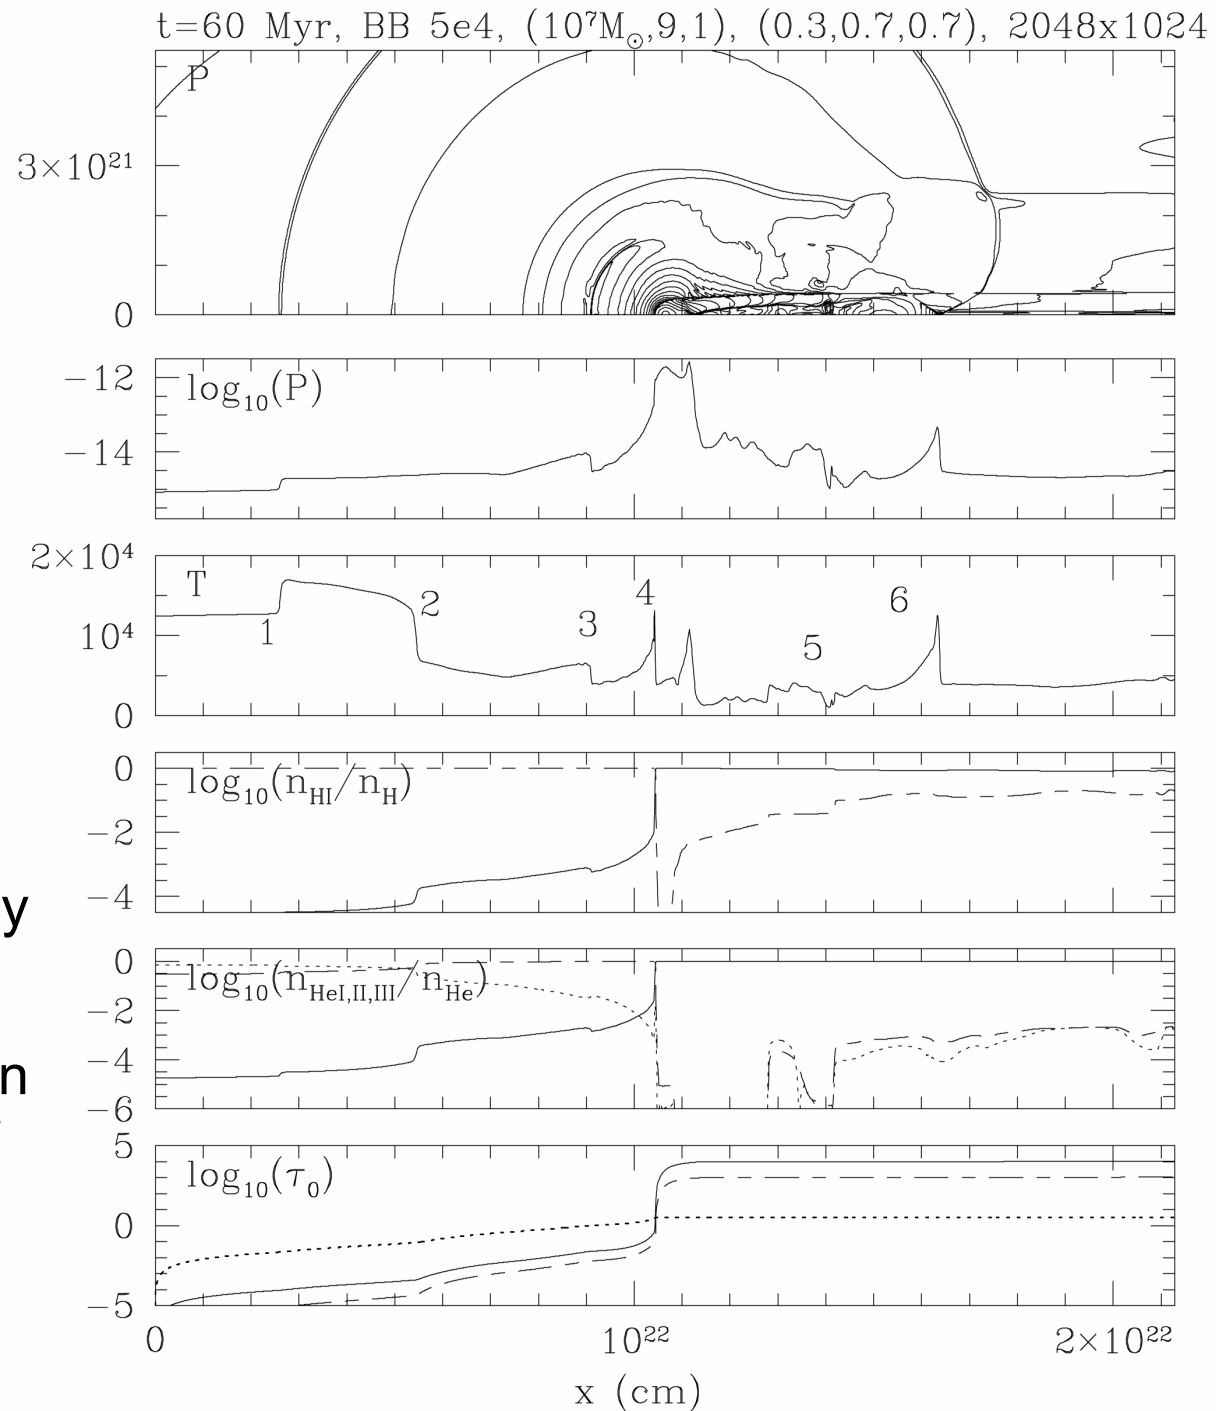 t=60 Myr, BB 5e4, (10⁷M☉,9,1), (0.3,0.7,0.7), 2048x1024
P
3×10²¹
0
log₁₀(P)
−12
−14
2×10⁴
T
10⁴
0
1
2
3
4
5
6
log₁₀(n_HI/n_H)
0
−2
−4
y
log₁₀(n_HeI,II,III/n_He)
0
−2
−4
−6
n
log₁₀(τ₀)
5
0
−5
0
10²²
2×10²²
x (cm)